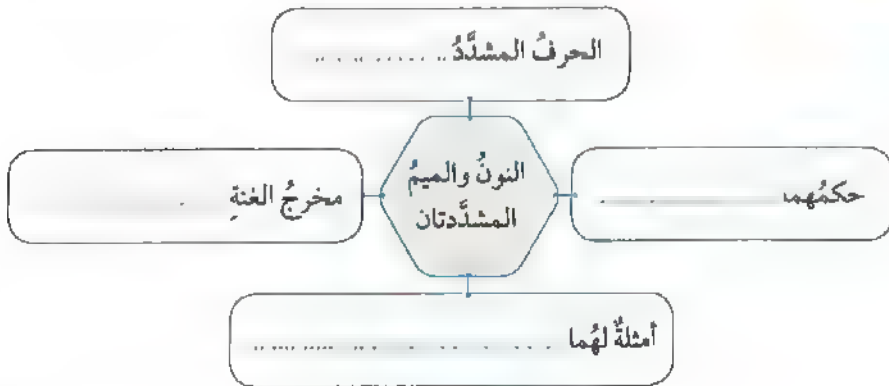 الحرفُ المشدَّدُ ..............
النونُ والميمُ
المشدَّدتان
حكمُهما ..............
مخرجُ الغنةِ ..............
أمثلةٌ لهُما ..............